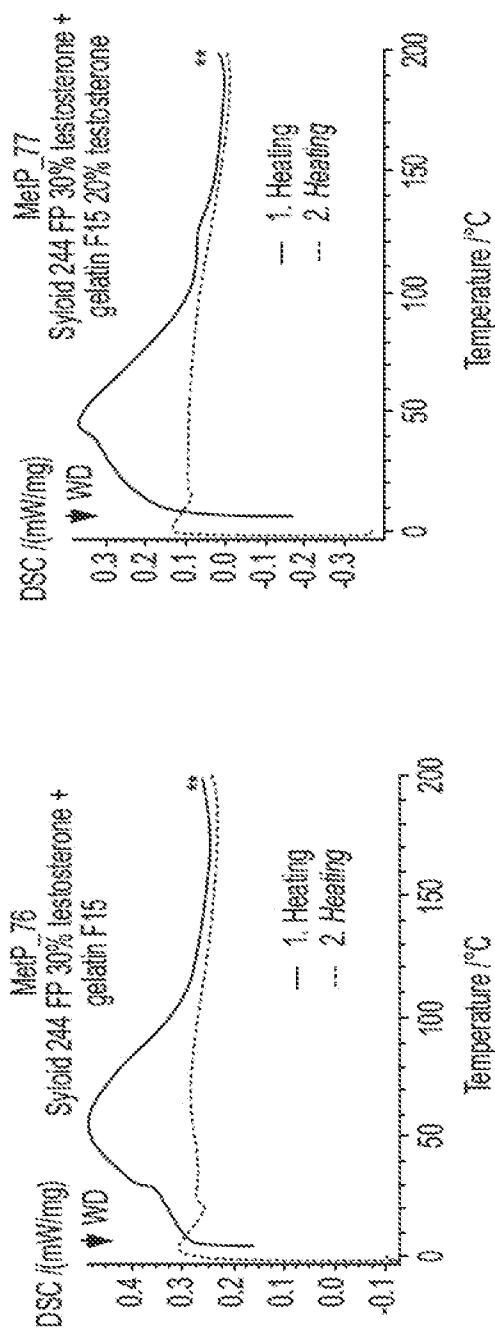 MetP_76
Syloid 244 FP 30% testosterone +
gelatin F15
DSC /(mW/mg)
WD
0.4
0.3
0.2
0.1
0.0
-0.1
**
1. Heating
2. Heating
0
50
100
150
200
Temperature /°C
MetP_77
Syloid 244 FP 30% testosterone +
gelatin F15 20% testosterone
DSC /(mW/mg)
WD
0.3
0.2
0.1
0.0
-0.1
-0.2
-0.3
**
1. Heating
2. Heating
0
50
100
150
200
Temperature /°C